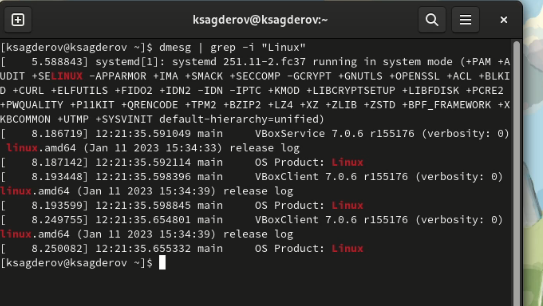 ksagderov@ksagderov:~
[ksagderov@ksagderov ~]$ dmesg | grep -i "Linux"
[    5.588843] systemd[1]: systemd 251.11-2.fc37 running in system mode (+PAM +A
UDIT +SELINUX -APPARMOR +IMA +SMACK +SECCOMP -GCRYPT +GNUTLS +OPENSSL +ACL +BLKI
D +CURL +ELFUTILS +FIDO2 +IDN2 -IDN -IPTC +KMOD +LIBCRYPTSETUP +LIBFDISK +PCRE2
+PWQUALITY +P11KIT +QRENCODE +TPM2 +BZIP2 +LZ4 +XZ +ZLIB +ZSTD +BPF_FRAMEWORK +X
KBCOMMON +UTMP +SYSVINIT default-hierarchy=unified)
[    8.186719] 12:21:35.591049 main     VBoxService 7.0.6 r155176 (verbosity: 0)
 linux.amd64 (Jan 11 2023 15:34:33) release log
[    8.187142] 12:21:35.592114 main     OS Product: Linux
[    8.193448] 12:21:35.598396 main     VBoxClient 7.0.6 r155176 (verbosity: 0)
linux.amd64 (Jan 11 2023 15:34:39) release log
[    8.193599] 12:21:35.598845 main     OS Product: Linux
[    8.249755] 12:21:35.654801 main     VBoxClient 7.0.6 r155176 (verbosity: 0)
linux.amd64 (Jan 11 2023 15:34:39) release log
[    8.250082] 12:21:35.655332 main     OS Product: Linux
[ksagderov@ksagderov ~]$